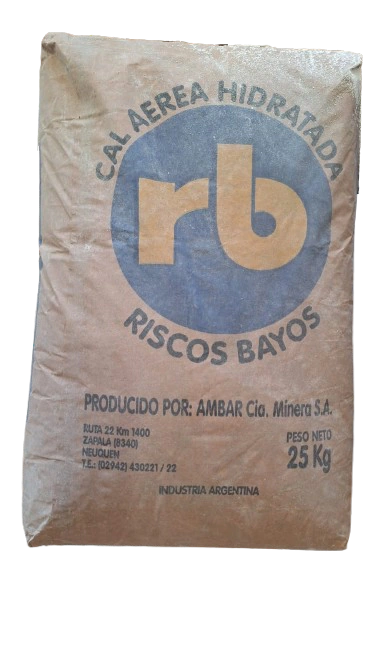 CAL AEREA HIDRATADA
rb
RISCOS BAYOS
PRODUCIDO POR: AMBAR Cia. Minera S.A.
RUTA 22 Km 1400
ZAPALA (8340)
NEUQUEN
T.E.: (02942) 430221 / 22
PESO NETO
25 Kg
INDUSTRIA ARGENTINA